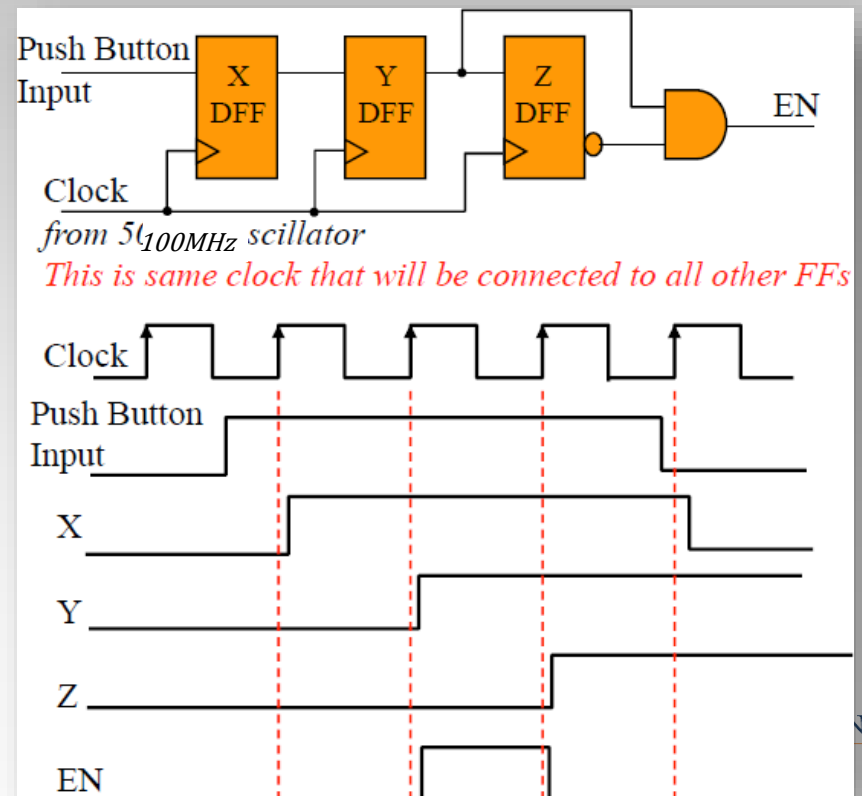 Push Button
Input
X
DFF
Y
DFF
Z
DFF
EN
Clock
from 100MHz scillator
This is same clock that will be connected to all other FFs
Clock
Push Button
Input
X
Y
Z
EN